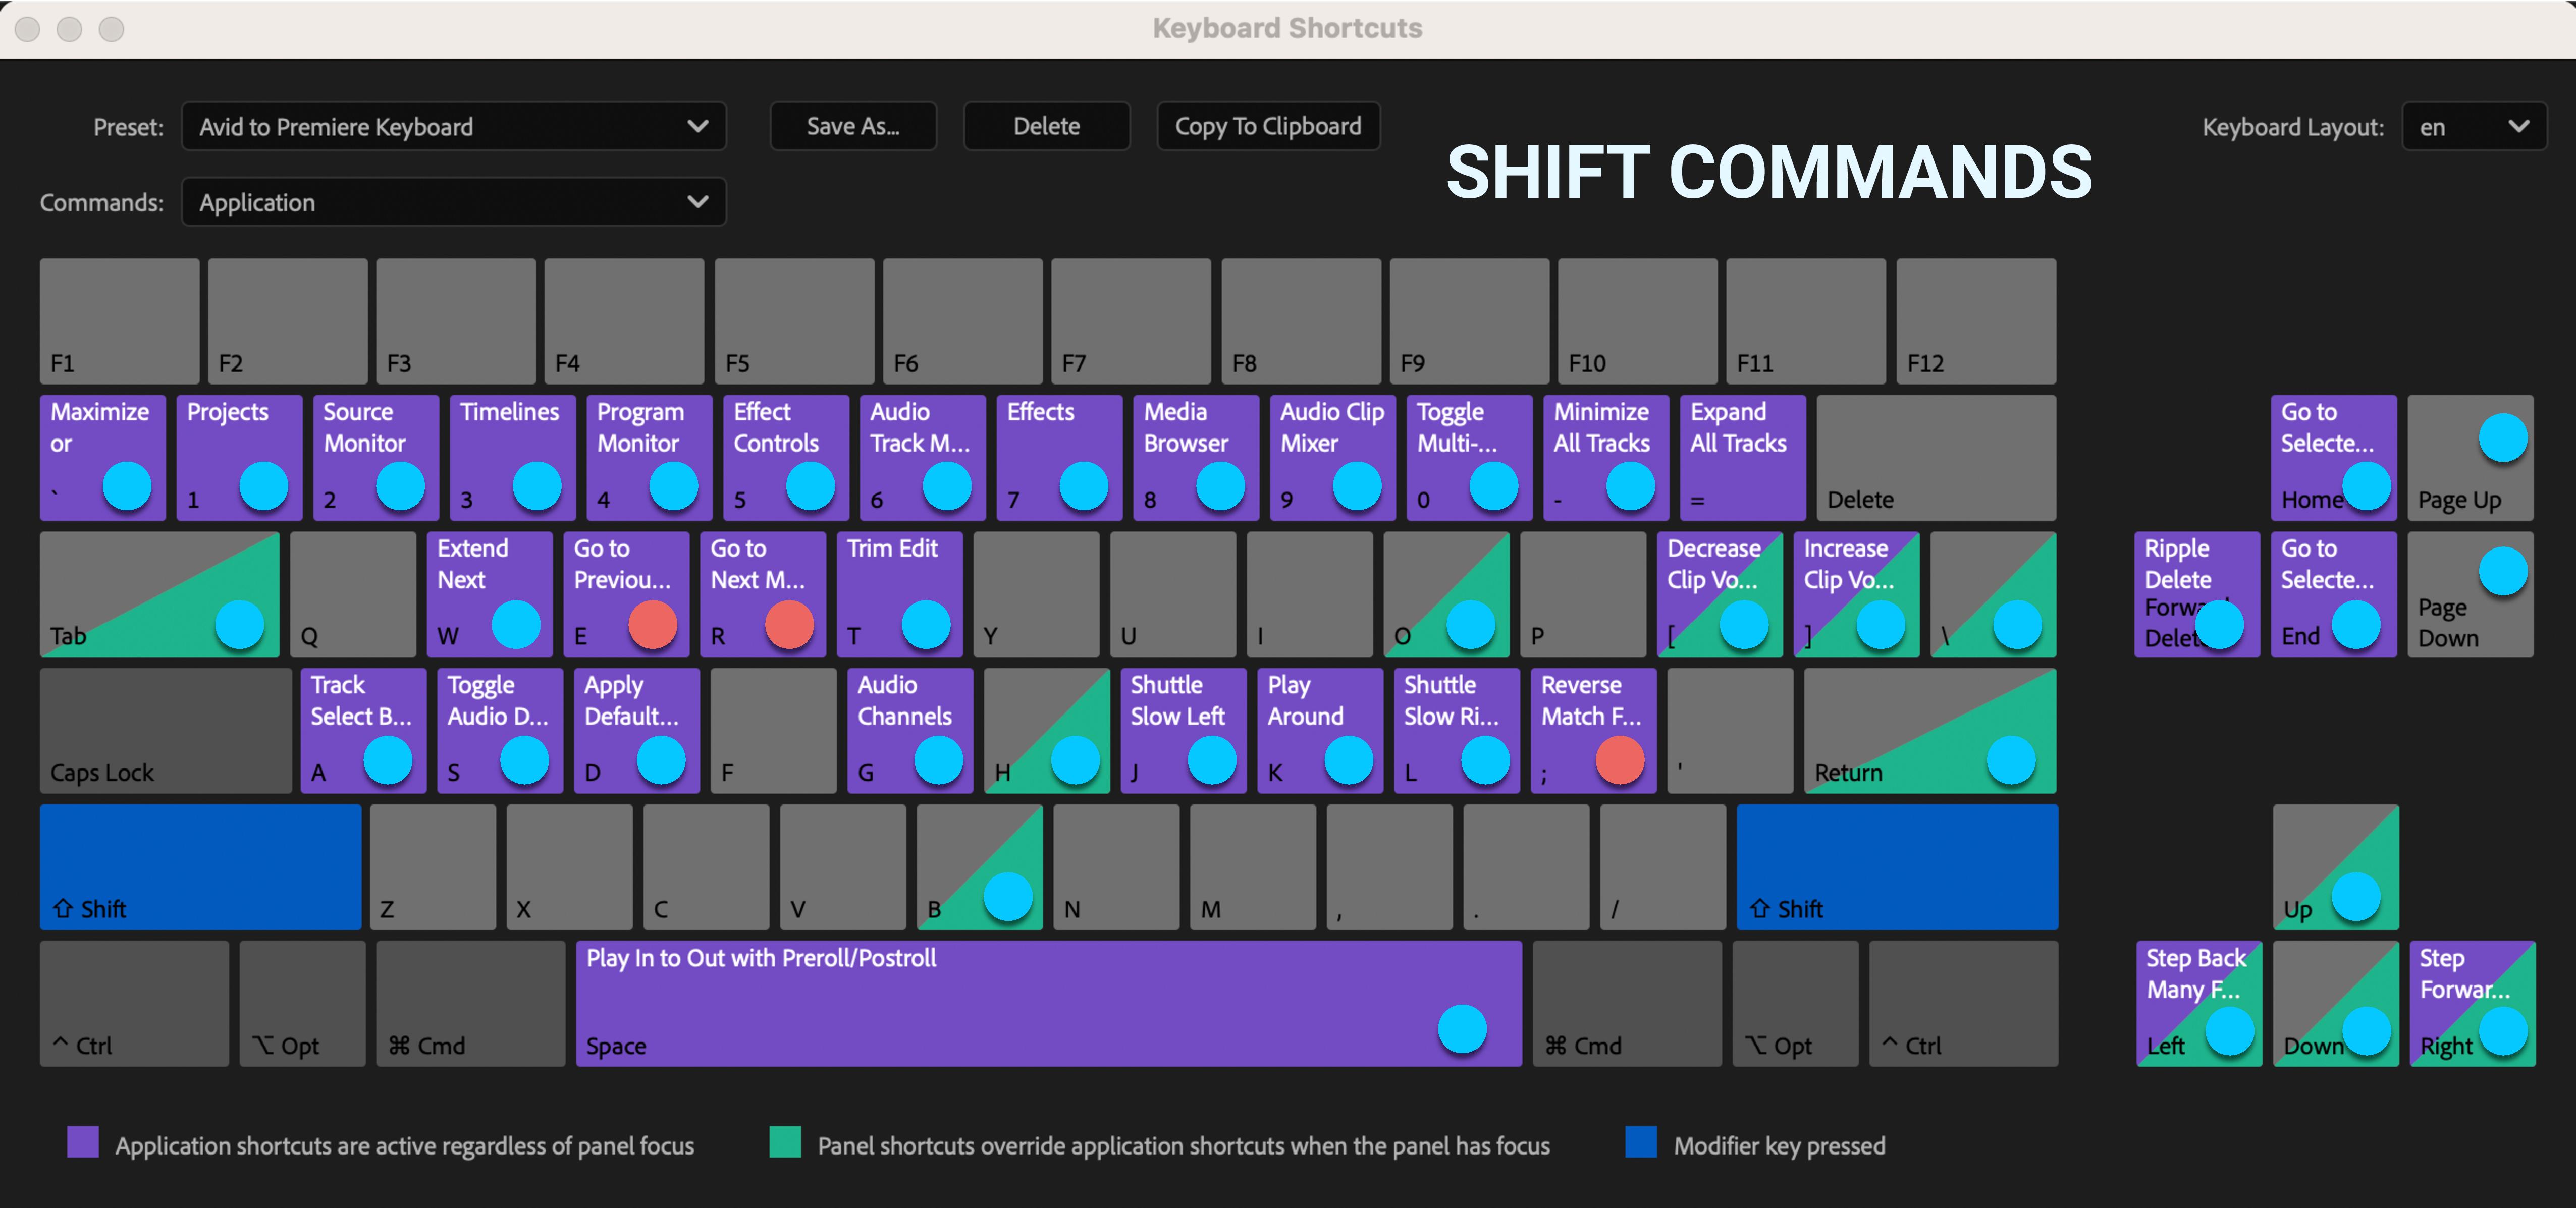 Keyboard Shortcuts
Preset: Avid to Premiere Keyboard Save As... Delete Copy To Clipboard Keyboard Layout: en
SHIFT COMMANDS
Commands: Application
F1 F2 F3 F4 F5 F6 F7 F8 F9 F10 F11 F12
Maximize
or
`
Projects
1
Source
Monitor
2
Timelines
3
Program
Monitor
4
Effect
Controls
5
Audio
Track M...
6
Effects
7
Media
Browser
8
Audio Clip
Mixer
9
Toggle
Multi-...
0
Minimize
All Tracks
-
Expand
All Tracks
=
Delete
Go to
Selecte...
Home
Page Up
Tab
Q
Extend
Next
W
Go to
Previou...
E
Go to
Next M...
R
Trim Edit
T
Y
U
I
O
P
Decrease
Clip Vo...
[
Increase
Clip Vo...
]
\
Ripple
Delete
Go to
Selecte...
End
Page
Down
Caps Lock
Track
Select B...
A
Toggle
Audio D...
S
Apply
Default...
D
F
Audio
Channels
G
H
Shuttle
Slow Left
J
Play
Around
K
Shuttle
Slow Ri...
L
Reverse
Match F...
;
'
Return
⇧ Shift
Z
X
C
V
B
N
M
,
.
/
⇧ Shift
Up
^ Ctrl
⌥ Opt
⌘ Cmd
Play In to Out with Preroll/Postroll
Space
⌘ Cmd
⌥ Opt
^ Ctrl
Step Back
Many F...
Left
Down
Step
Forwar...
Right
Application shortcuts are active regardless of panel focus
Panel shortcuts override application shortcuts when the panel has focus
Modifier key pressed